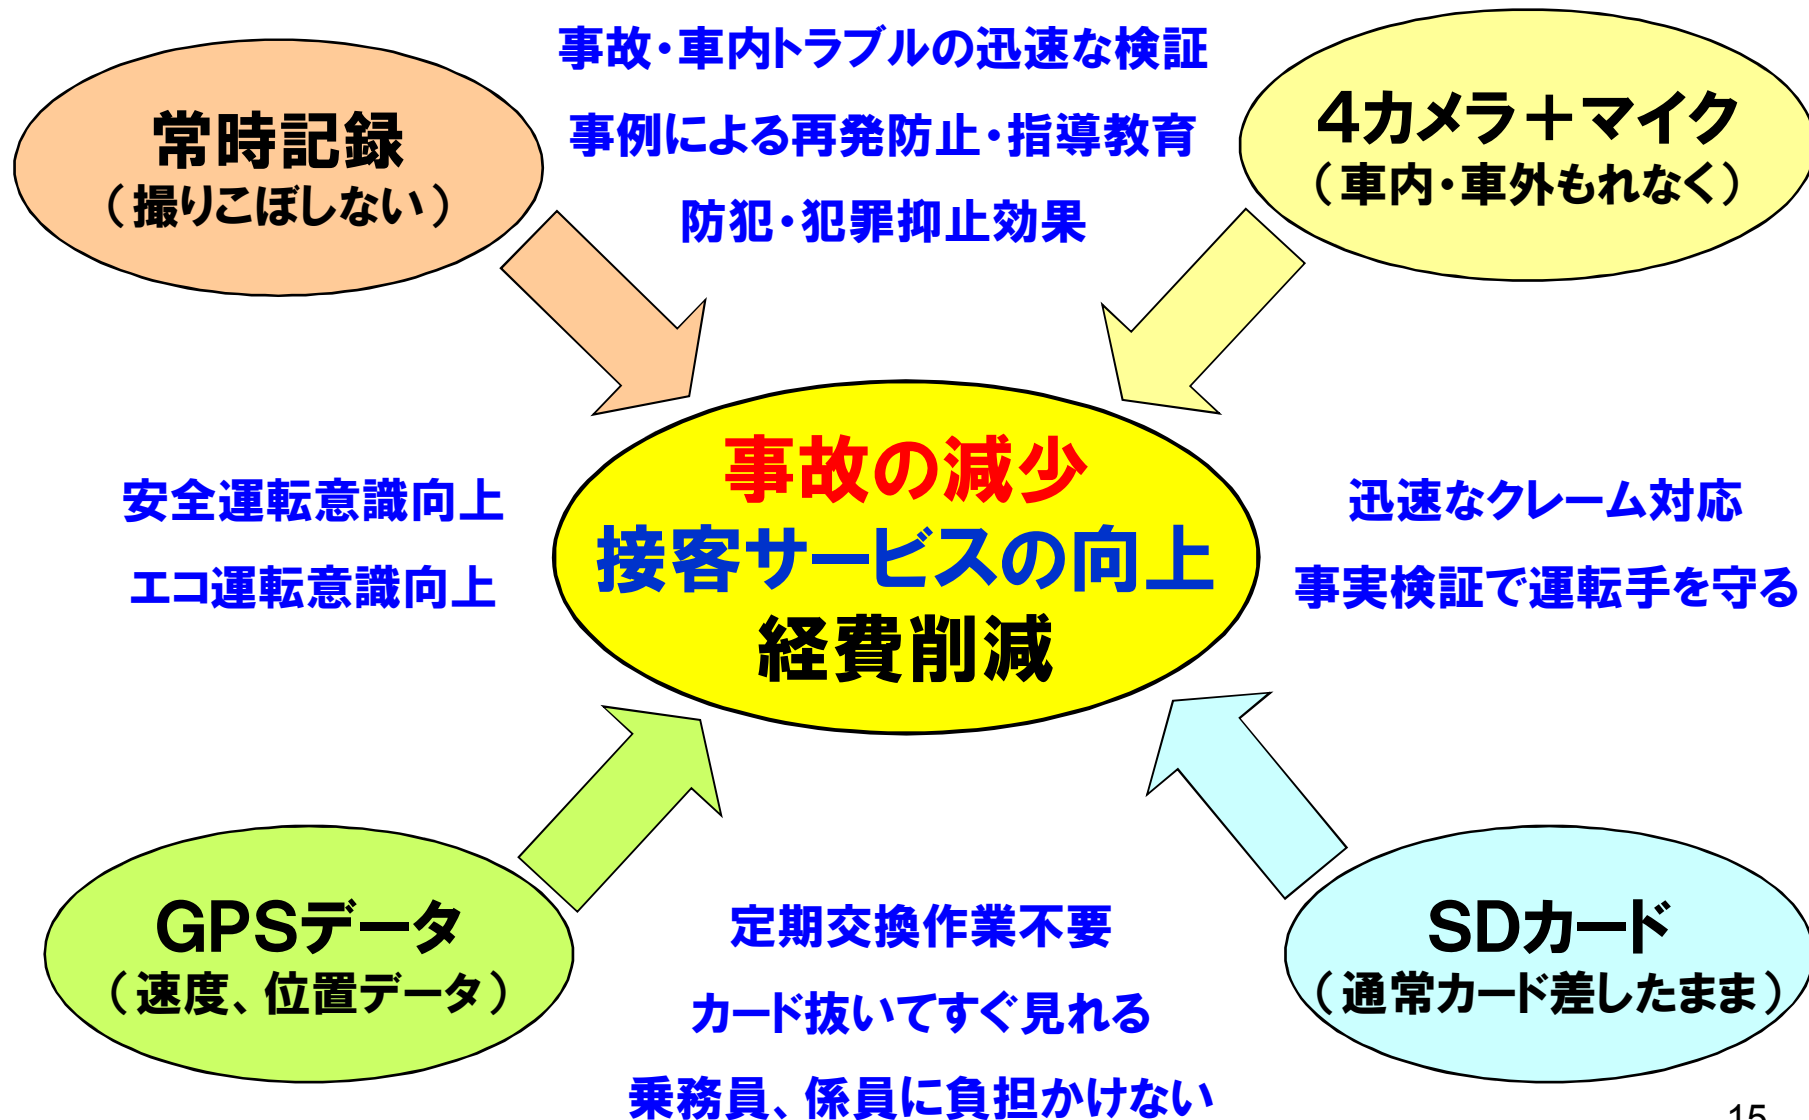 事故・車内トラブルの迅速な検証
事例による再発防止・指導教育
防犯・犯罪抑止効果
常時記録
（撮りこぼしない）
４カメラ＋マイク
（車内・車外もれなく）
安全運転意識向上
エコ運転意識向上
事故の減少
接客サービスの向上
経費削減
迅速なクレーム対応
事実検証で運転手を守る
GPSデータ
（速度、位置データ）
定期交換作業不要
カード抜いてすぐ見れる
乗務員、係員に負担かけない
SDカード
（通常カード差したまま）
15